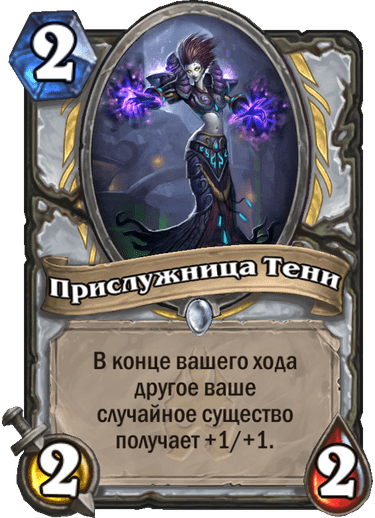 2
Прислужница Тени
В конце вашего хода
другое ваше
случайное существо
получает +1/+1.
2
2